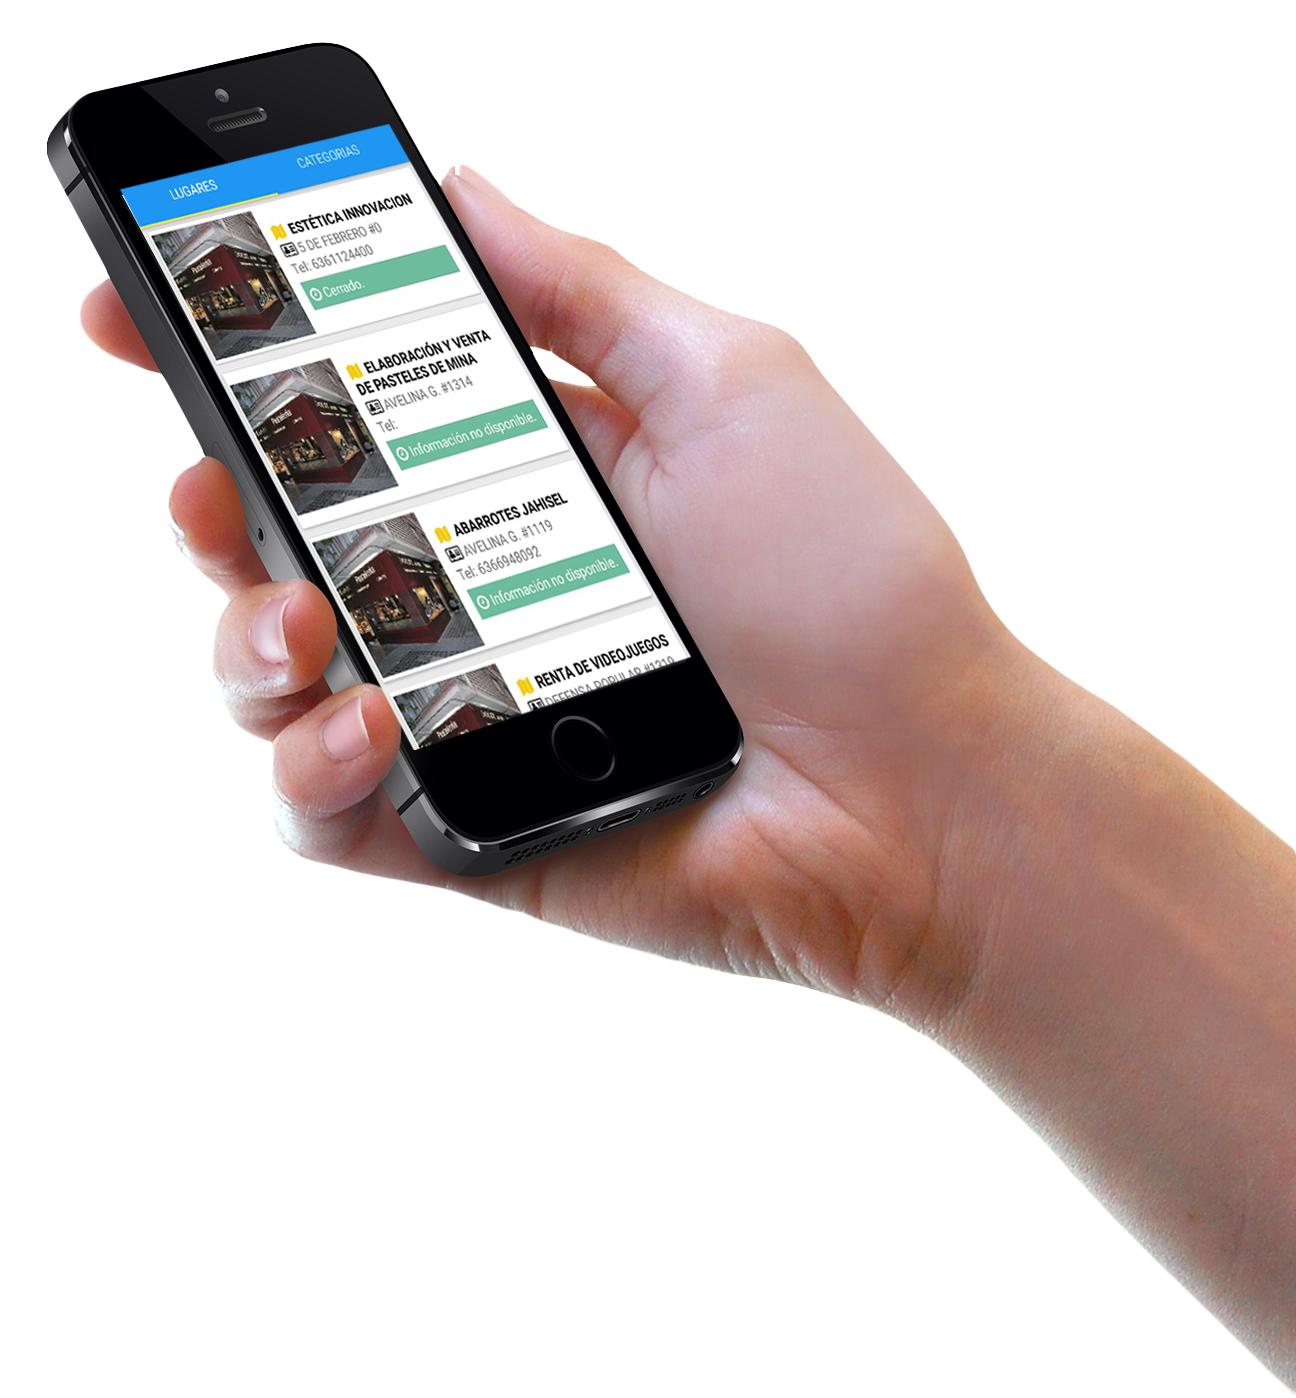 LUGARES
CATEGORIAS
ESTÉTICA INNOVACION
5 DE FEBRERO #0
Tel: 6361124400
Cerrado.
ELABORACIÓN Y VENTA
DE PASTELES DE MINA
AVELINA G. #1314
Tel:
Información no disponible.
ABARROTES JAHISEL
AVELINA G. #1119
Tel: 6366948092
Información no disponible.
RENTA DE VIDEOJUEGOS
DEFENSA POPULAR #1219